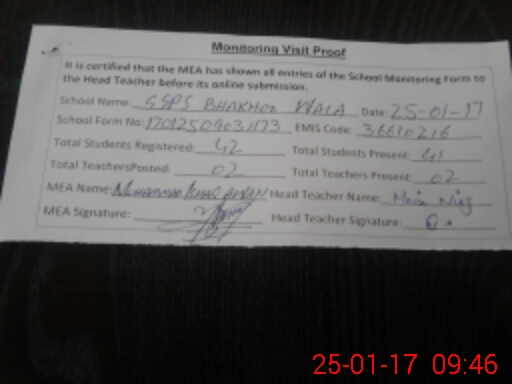 Monitoring Visit Proof
It is certified that the MEA has shown all entries of the School Monitoring Form to
the Head Teacher before its online submission.
School Name: GGPS BHAKHOO WALA Date: 25-01-17
School Form No: EMIS Code: 36610216
Total Students Registered: 42 Total Students Present: 41
Total TeachersPosted: 02 Total Teachers Present: 02
MEA Name: Muhammad Head Teacher Name:
MEA Signature: Head Teacher Signature:
25-01-17 09:46